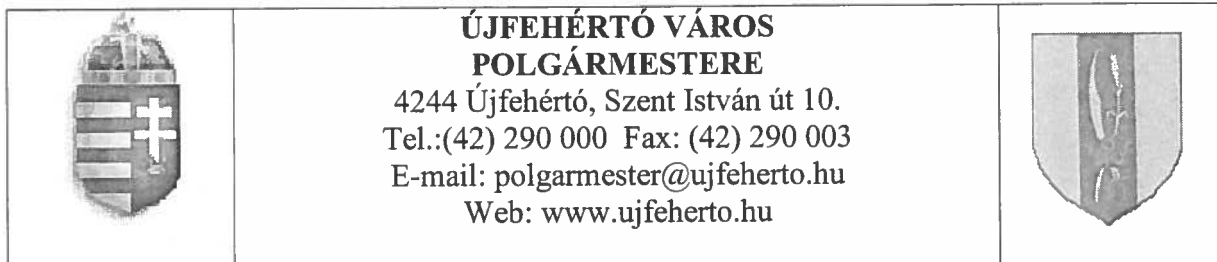 ÚJFEHÉRTÓ VÁROS
POLGÁRMESTERE
4244 Újfehértó, Szent István út 10.
Tel.:(42) 290 000 Fax: (42) 290 003
E-mail: polgarmester@ujfeherto.hu
Web: www.ujfeherto.hu